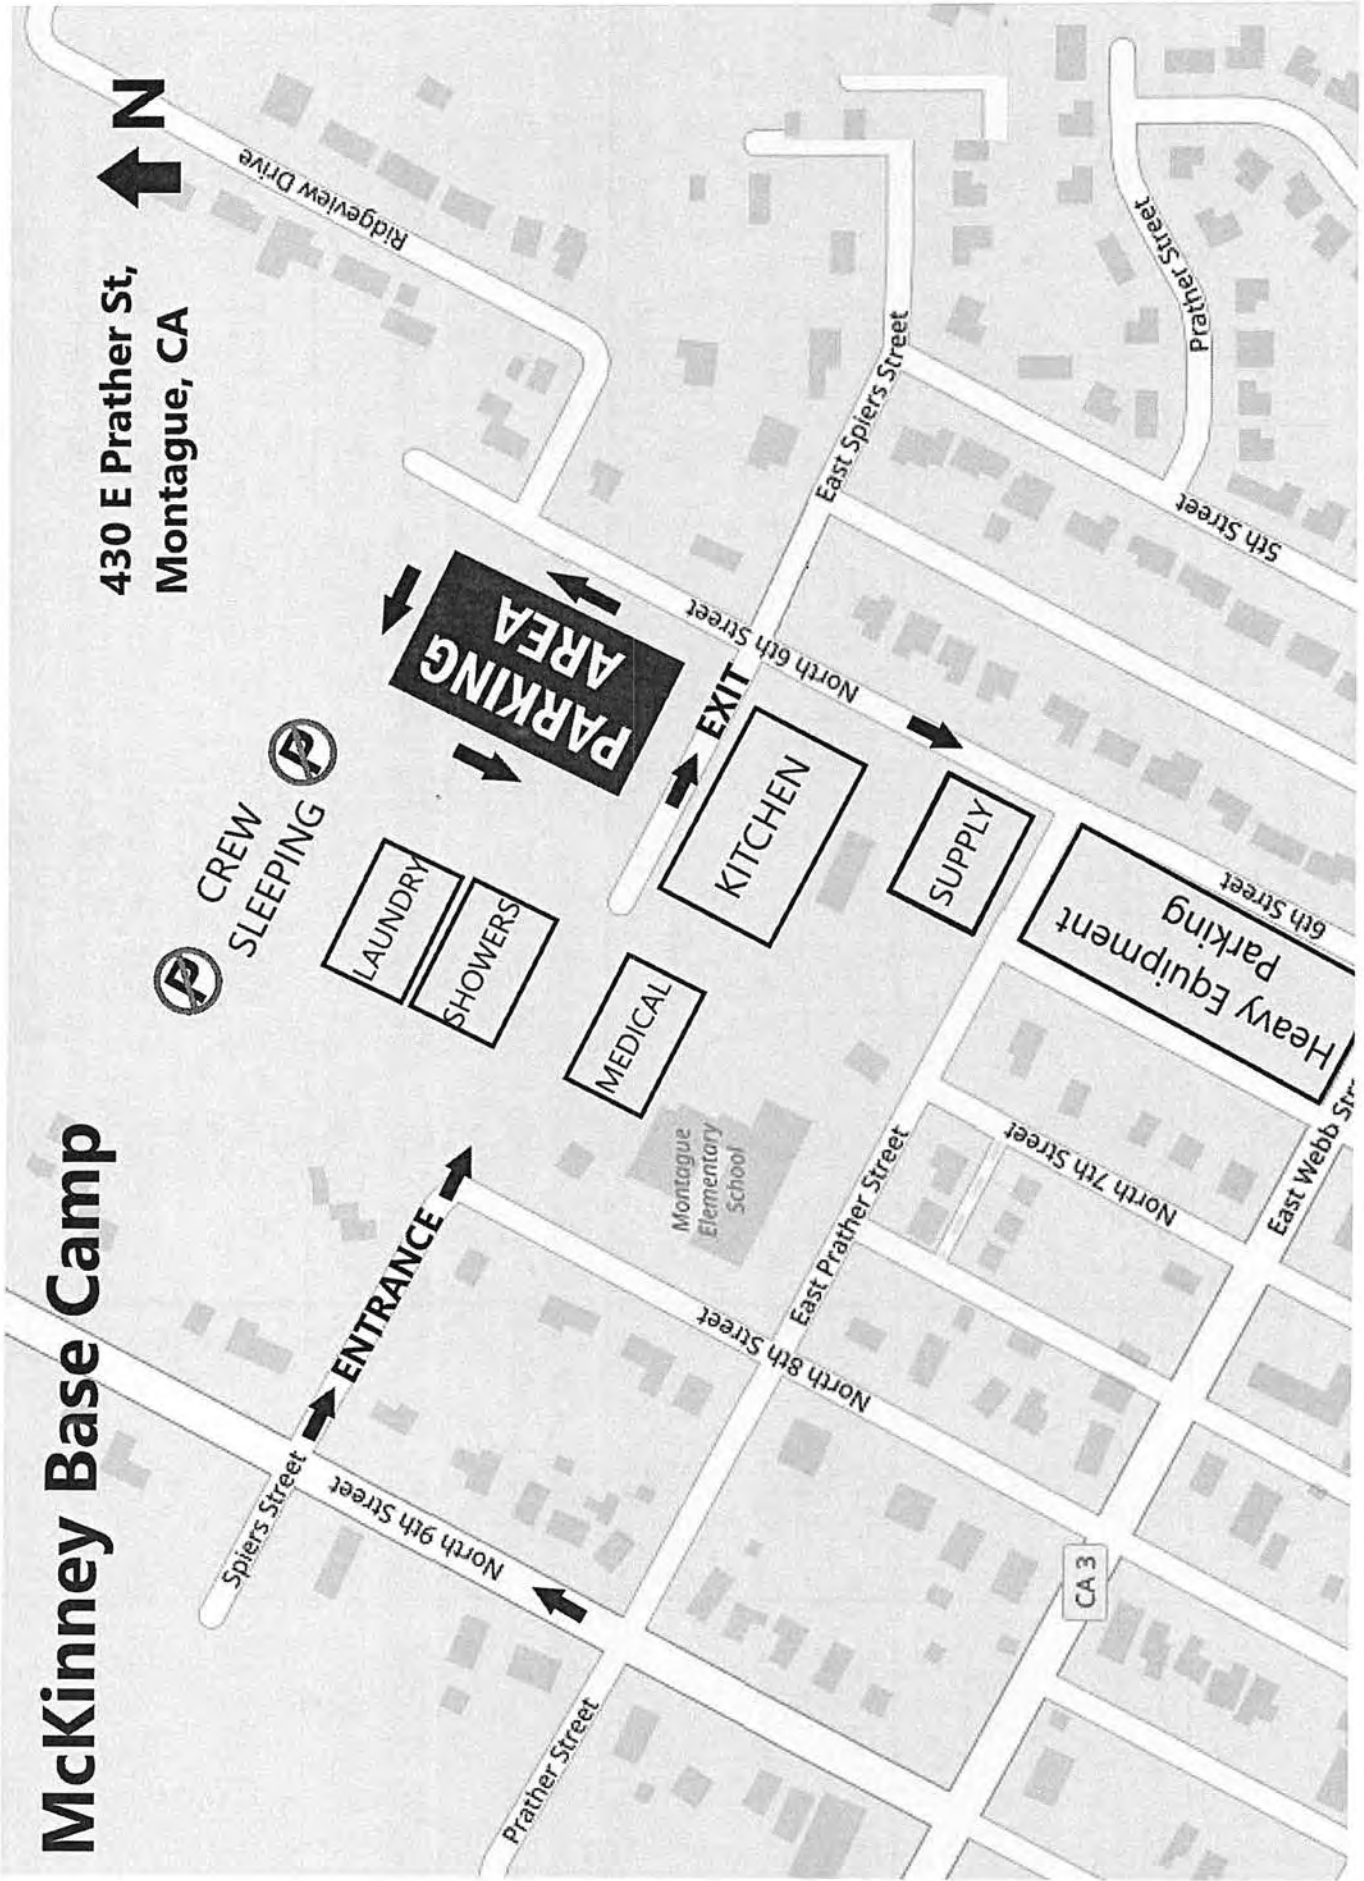 McKinney Base Camp
430 E Prather St,
Montague, CA
N
Ridgeview Drive
CREW
SLEEPING
P
P
PARKING
AREA
LAUNDRY
SHOWERS
MEDICAL
KITCHEN
SUPPLY
Heavy Equipment
Parking
ENTRANCE
EXIT
Spiers Street
North 9th Street
Prather Street
North 8th Street
East Prather Street
Montague
Elementary
School
North 7th Street
East Webb
CA 3
North 6th Street
6th Street
East Spiers Street
5th Street
Prather Street
Prather Street